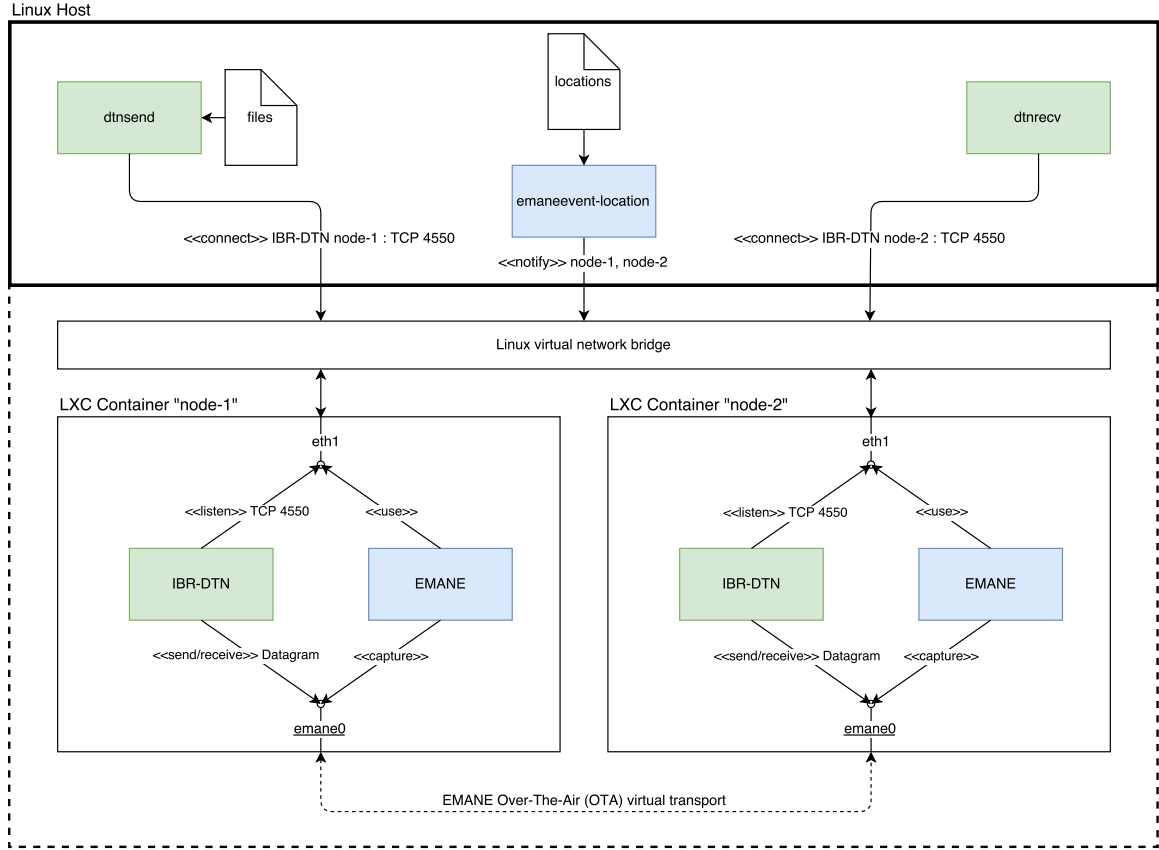 Linux Host
locations
dtnsend
files
dtnrecv
emaneevent-location
<<connect>> IBR-DTN node-1 : TCP 4550
<<connect>> IBR-DTN node-2 : TCP 4550
<<notify>> node-1, node-2
Linux virtual network bridge
LXC Container "node-1"
eth1
<<listen>> TCP 4550
<<use>>
IBR-DTN
EMANE
<<send/receive>> Datagram
<<capture>>
emane0
LXC Container "node-2"
eth1
<<listen>> TCP 4550
<<use>>
IBR-DTN
EMANE
<<send/receive>> Datagram
<<capture>>
emane0
EMANE Over-The-Air (OTA) virtual transport